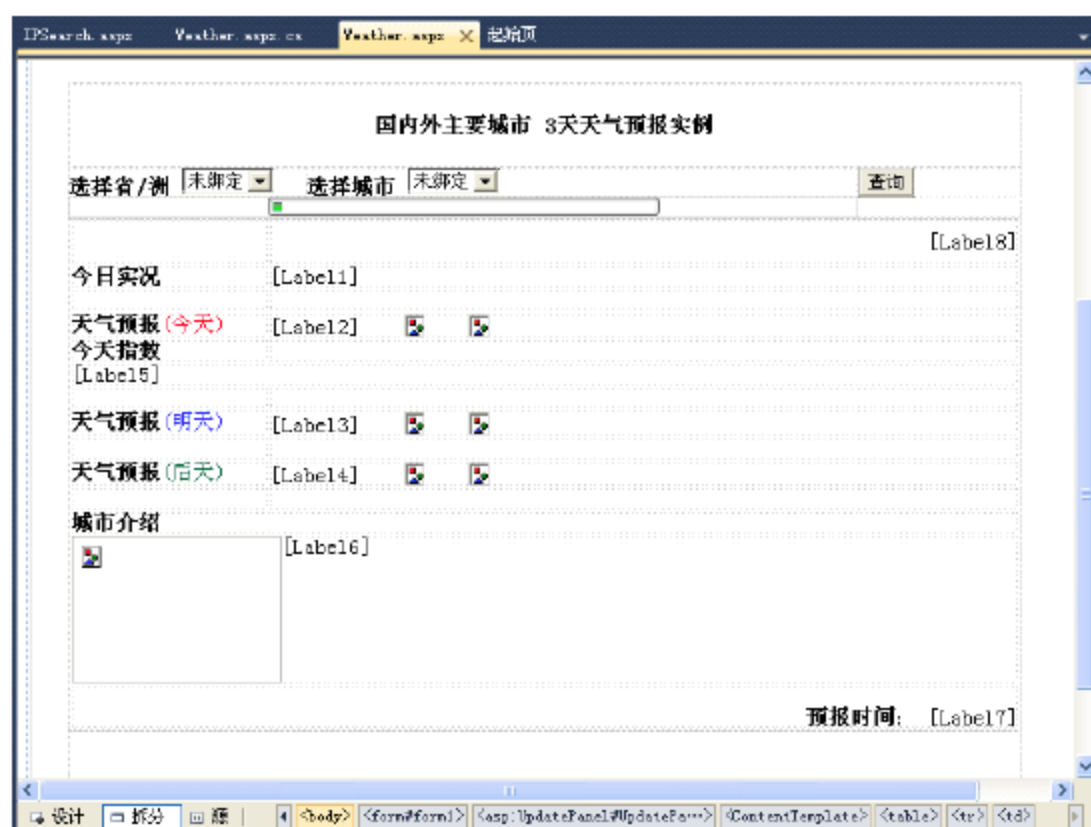 IPSearch.aspx Weather.aspx.cs Weather.aspx 起始页
国内外主要城市 3天天气预报实例
选择省/洲 未绑定 选择城市 未绑定 查询
[Label8]
今日实况 [Label1]
天气预报(今天) [Label2]
今天指数
[Label5]
天气预报(明天) [Label3]
天气预报(后天) [Label4]
城市介绍
[Label6]
预报时间: [Label7]
设计 拆分 源 <body> <form#form1> <asp:UpdatePanel#UpdatePa...> <ContentTemplate> <table> <tr> <td>